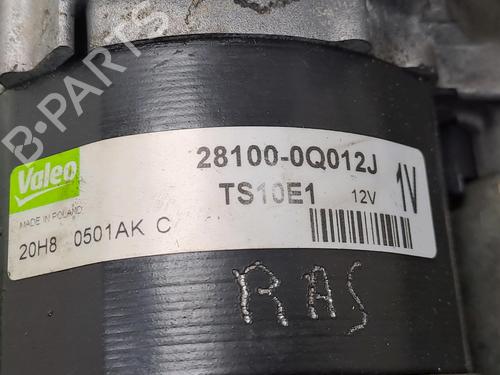 B-PARTS
Valeo
28100-0Q012J
TS10E1 12V
1V
MADE IN POLAND
20H8 0501AK C
RAS